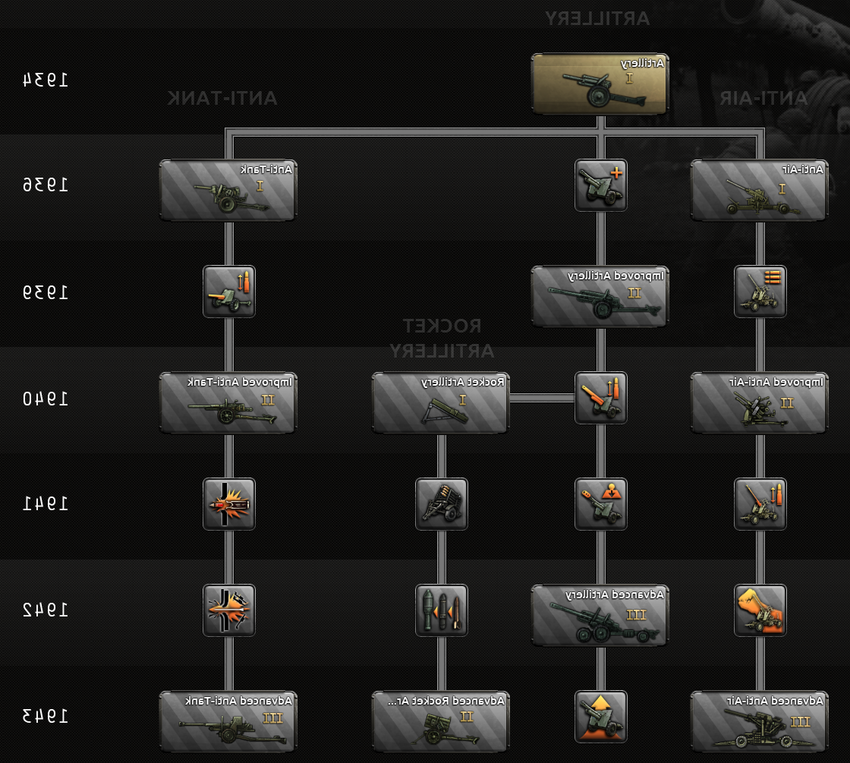 ARTILLERY
1934
Artillery
I
ANTI-TANK
ANTI-AIR
1936
Anti-Tank
I
Anti-Air
I
1939
Improved Artillery
II
ROCKET
ARTILLERY
1940
Improved Anti-Tank
II
Rocket Artillery
I
Improved Anti-Air
II
1941
1942
Advanced Artillery
III
1943
Advanced Anti-Tank
III
Advanced Rocket Ar...
II
Advanced Anti-Air
III